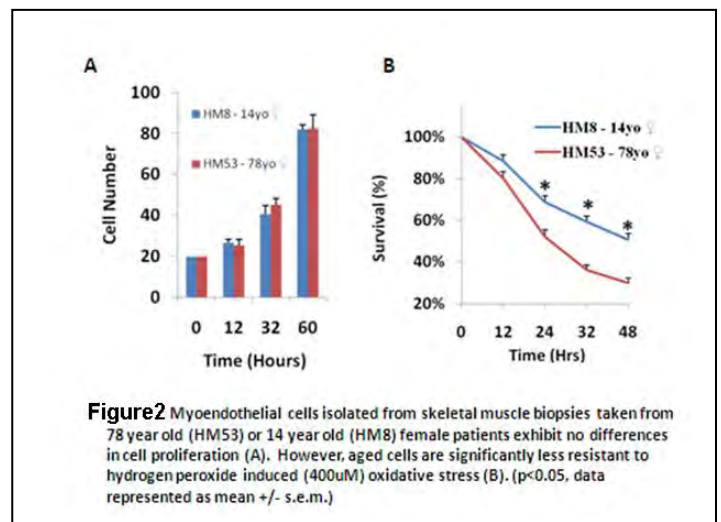 A
HM8 - 14yo ♀
HM53 - 78yo ♀
Cell Number
100
80
60
40
20
0
0 12 32 60
Time (Hours)
B
HM8 - 14yo ♀
HM53 - 78yo ♀
Survival (%)
100%
80%
60%
40%
20%
* * *
0 12 24 32 48
Time (Hrs)
Figure2 Myoendothelial cells isolated from skeletal muscle biopsies taken from
78 year old (HM53) or 14 year old (HM8) female patients exhibit no differences
in cell proliferation (A). However, aged cells are significantly less resistant to
hydrogen peroxide induced (400uM) oxidative stress (B). (p<0.05, data
represented as mean +/- s.e.m.)